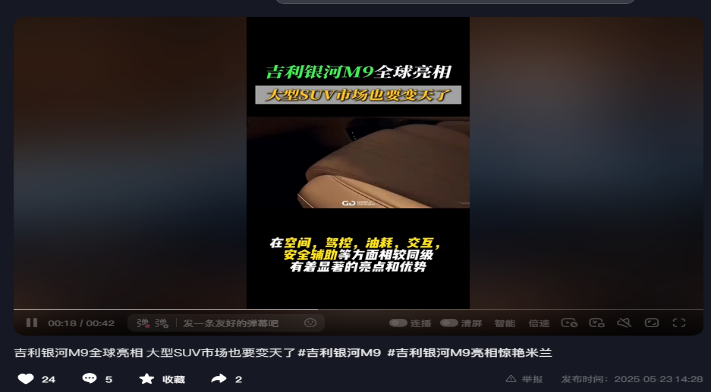 吉利银河M9全球亮相
大型SUV市场也要变天了
在空间，驾控，油耗，交互，
安全辅助等方面相较同级
有着显著的亮点和优势
00:18 / 00:42
发一条友好的弹幕吧
连播
清屏
智能
倍速
吉利银河M9全球亮相 大型SUV市场也要变天了 #吉利银河M9 #吉利银河M9亮相惊艳米兰
24
5
收藏
2
举报
发布时间：2025-05-23 14:28